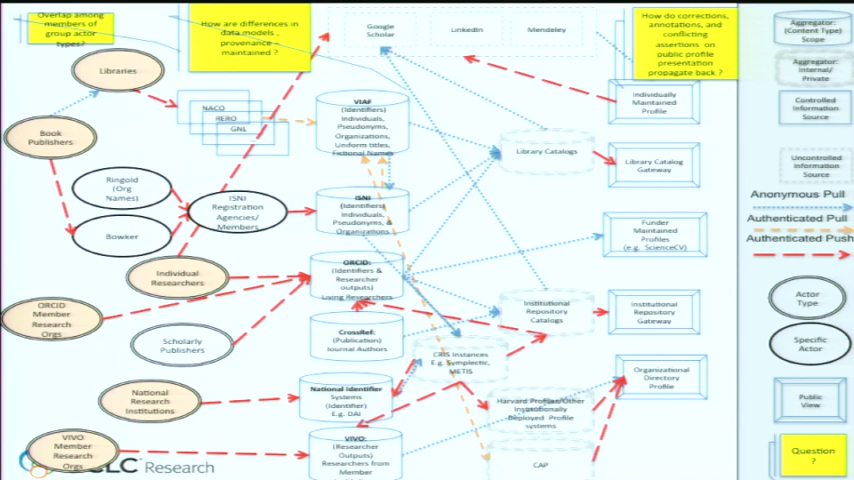 Overlap among
members of
group actor
types?
How are differences in
data models,
provenance
maintained ?
Google
Scholar
LinkedIn
Mendeley
How do corrections,
annotations, and
conflicting
assertions on
public profile
presentation
propagate back ?
Aggregator:
(Content Type)
Scope
Aggregator:
Internal/
Private
Controlled
Information
Source
Uncontrolled
Information
Source
Anonymous Pull
Authenticated Pull
Authenticated Push
Actor
Type
Specific
Actor
Public
View
Question
?
Libraries
Book
Publishers
NACO
RERO
GNL
Ringold
(Org
Names)
Bowker
ISNI
Registration
Agencies/
Members
Individual
Researchers
ORCID
Member
Research
Orgs
Scholarly
Publishers
National
Research
Institutions
VIVO
Member
Research
Orgs
VIAF
(Identifiers)
Individuals,
Pseudonyms,
Organizations,
Uniform titles,
Fictional Names
ISNI
(Identifiers)
Individuals,
Pseudonyms, &
Organizations
ORCID:
(Identifiers &
Researcher
outputs)
Living Researchers
CrossRef:
(Publication)
Journal Authors
National Identifier
Systems
(Identifier)
E.g. DAI
VIVO:
(Researcher
Outputs)
Researchers from
Member
Library Catalogs
Institutional
Repository
Catalogs
CRIS Instances
E.g. Symplectic,
METIS
Harvard Profiles/Other
Institutionally
Deployed Profile
systems
CAP
Individually
Maintained
Profile
Library Catalog
Gateway
Funder
Maintained
Profiles
(e.g. ScienceCV)
Institutional
Repository
Gateway
Organizational
Directory
Profile
CLC Research